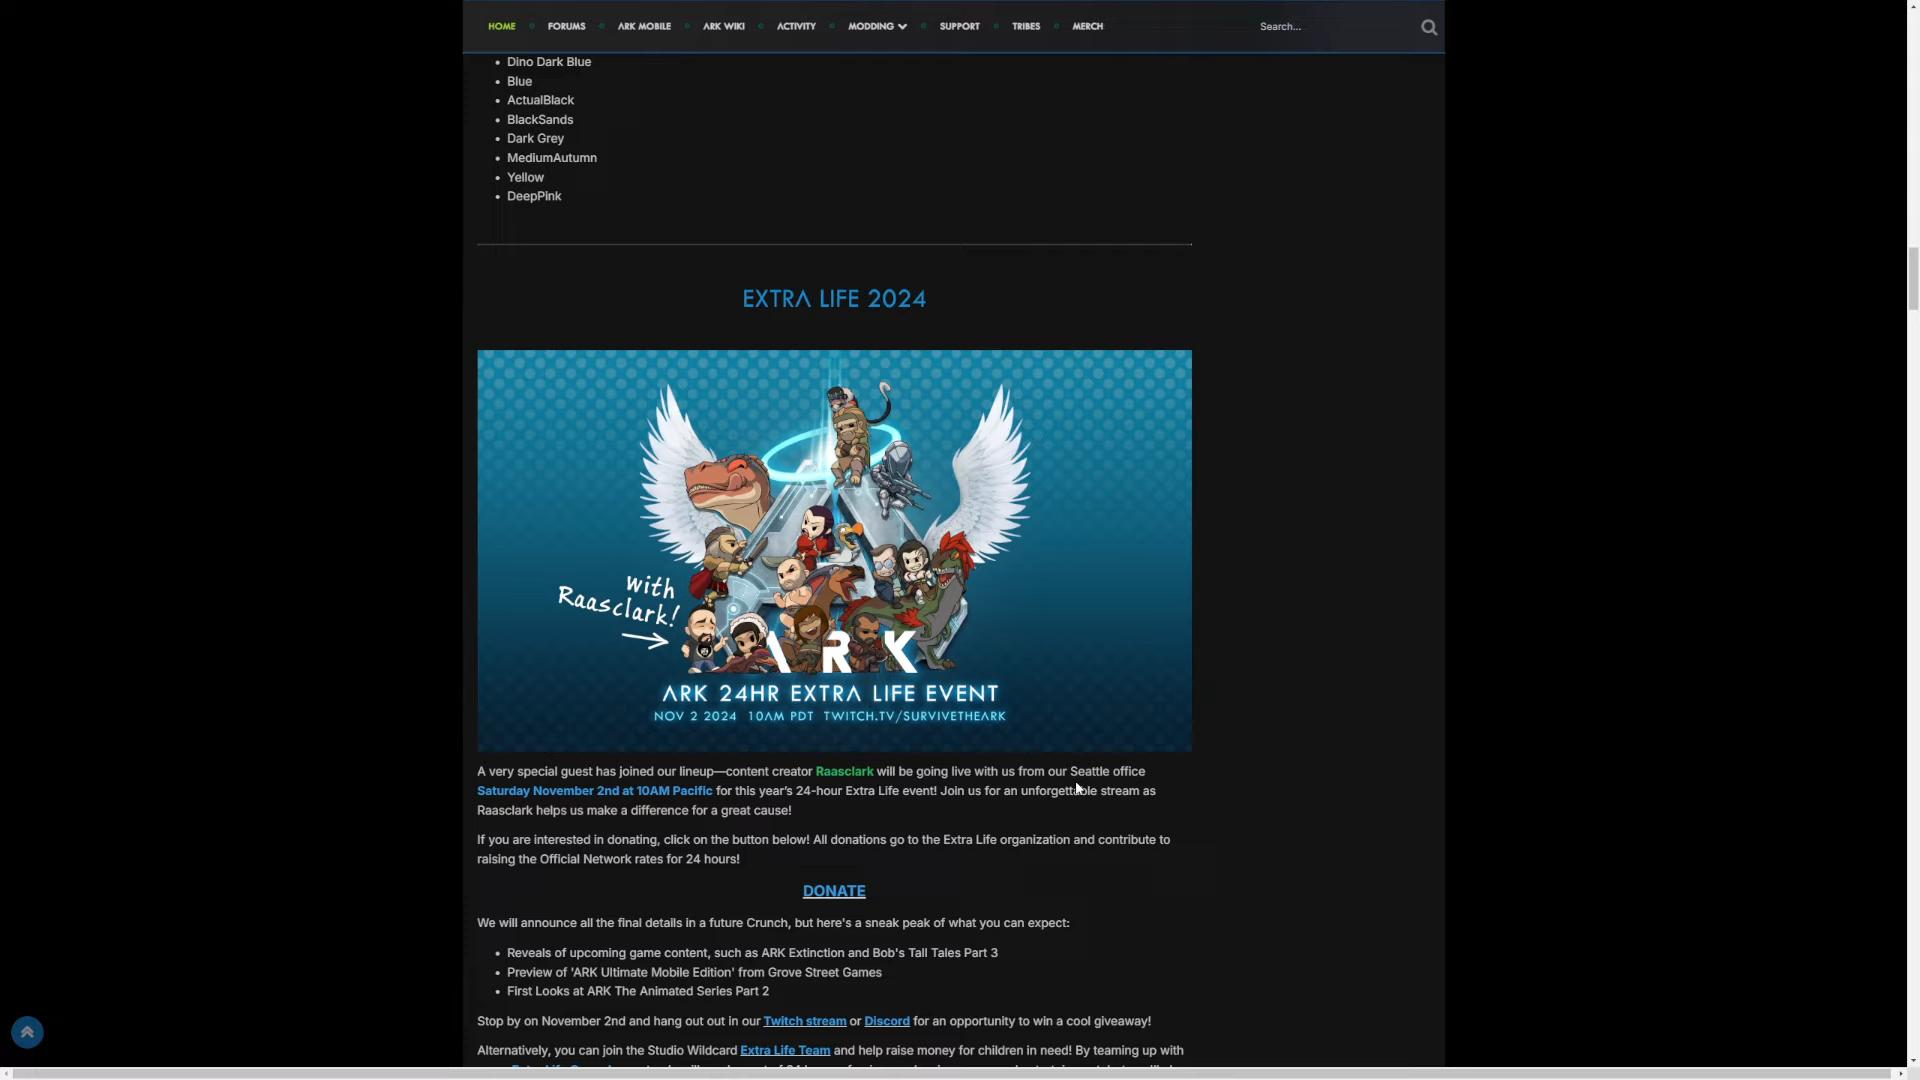 HOME FORUMS ARK MOBILE ARK WIKI ACTIVITY MODDING SUPPORT TRIBES MERCH Search...
Dino Dark Blue
Blue
ActualBlack
BlackSands
Dark Grey
MediumAutumn
Yellow
DeepPink
EXTRA LIFE 2024
with
Raasclark!
ARK
ARK 24HR EXTRA LIFE EVENT
NOV 2 2024 10AM PDT TWITCH.TV/SURVIVETHEARK
A very special guest has joined our lineup—content creator Raasclark will be going live with us from our Seattle office
Saturday November 2nd at 10AM Pacific for this year's 24-hour Extra Life event! Join us for an unforgettable stream as
Raasclark helps us make a difference for a great cause!
If you are interested in donating, click on the button below! All donations go to the Extra Life organization and contribute to
raising the Official Network rates for 24 hours!
DONATE
We will announce all the final details in a future Crunch, but here's a sneak peak of what you can expect:
Reveals of upcoming game content, such as ARK Extinction and Bob's Tall Tales Part 3
Preview of 'ARK Ultimate Mobile Edition' from Grove Street Games
First Looks at ARK The Animated Series Part 2
Stop by on November 2nd and hang out out in our Twitch stream or Discord for an opportunity to win a cool giveaway!
Alternatively, you can join the Studio Wildcard Extra Life Team and help raise money for children in need! By teaming up with